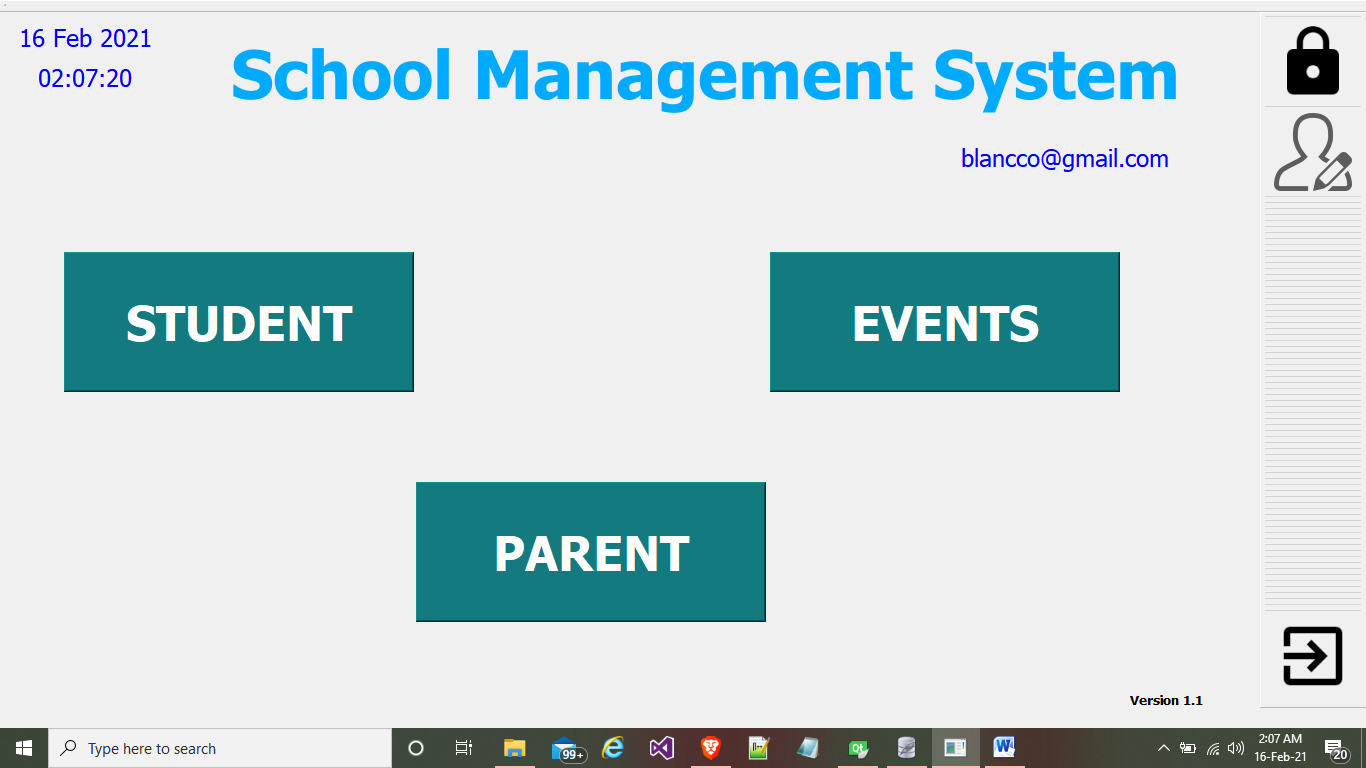 16 Feb 2021
02:07:20
School Management System
blancco@gmail.com
STUDENT
EVENTS
PARENT
Version 1.1
Type here to search
99+
Qt
W
2:07 AM
16-Feb-21
20